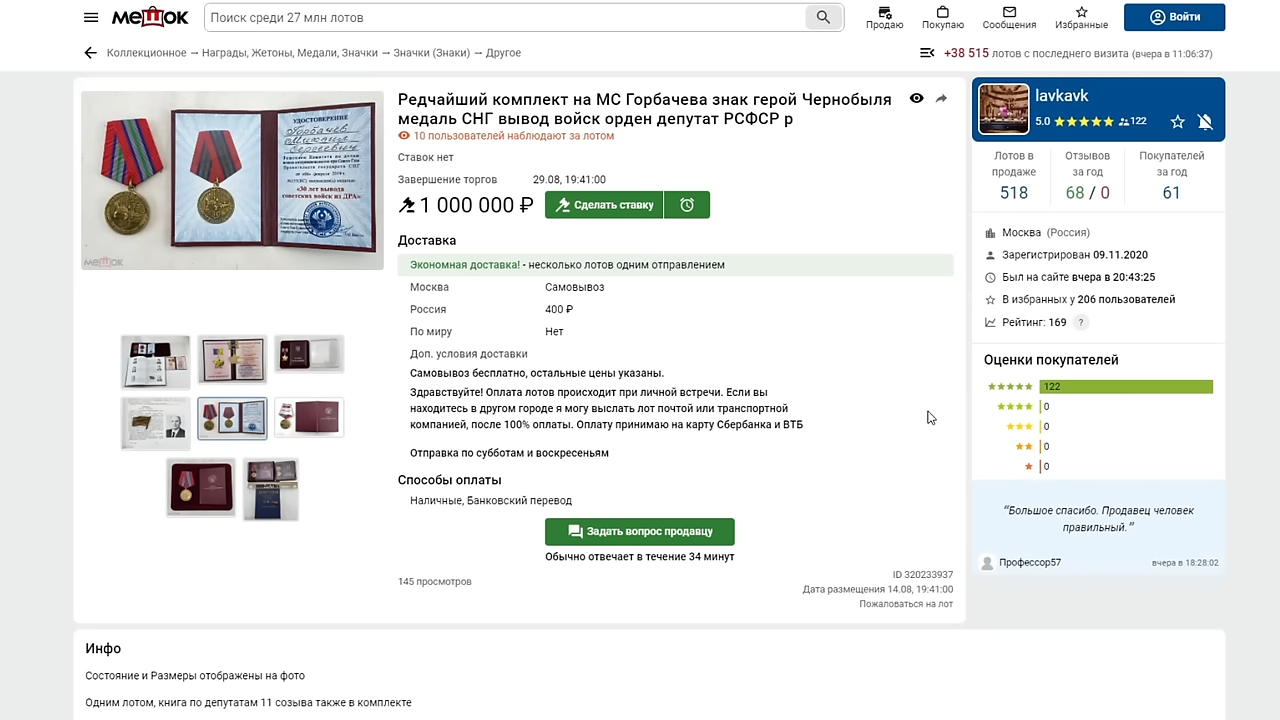 мешок
Поиск среди 27 млн лотов
Продаю
Покупаю
Сообщения
Избранные
Войти
Коллекционное → Награды, Жетоны, Медали, Значки → Значки (Знаки) → Другое
+38 515 лотов с последнего визита (вчера в 11:06:37)
УДОСТОВЕРЕНИЕ
Горбачев
Михаил
Сергеевич
«30 лет вывода
советских войск из ДРА»
мешок
Редчайший комплект на МС Горбачева знак герой Чернобыля
медаль СНГ вывод войск орден депутат РСФСР р
10 пользователей наблюдают за лотом
Ставок нет
Завершение торгов 29.08, 19:41:00
1 000 000 ₽
Сделать ставку
Доставка
Экономная доставка! - несколько лотов одним отправлением
Москва Самовывоз
Россия 400 ₽
По миру Нет
Доп. условия доставки
Самовывоз бесплатно, остальные цены указаны.
Здравствуйте! Оплата лотов происходит при личной встрече. Если вы
находитесь в другом городе я могу выслать лот почтой или транспортной
компанией, после 100% оплаты. Оплату принимаю на карту Сбербанка и ВТБ
Отправка по субботам и воскресеньям
Способы оплаты
Наличные, Банковский перевод
Задать вопрос продавцу
Обычно отвечает в течение 34 минут
145 просмотров
ID 320233937
Дата размещения 14.08, 19:41:00
Пожаловаться на лот
lavkavk
5.0 122
Лотов в
продаже
518
Отзывов
за год
68 / 0
Покупателей
за год
61
Москва (Россия)
Зарегистрирован 09.11.2020
Был на сайте вчера в 20:43:25
В избранных у 206 пользователей
Рейтинг: 169 ?
Оценки покупателей
122
0
0
0
0
“Большое спасибо. Продавец человек
правильный.”
Профессор57
вчера в 18:28:02
Инфо
Состояние и Размеры отображены на фото
Одним лотом, книга по депутатам 11 созыва также в комплекте